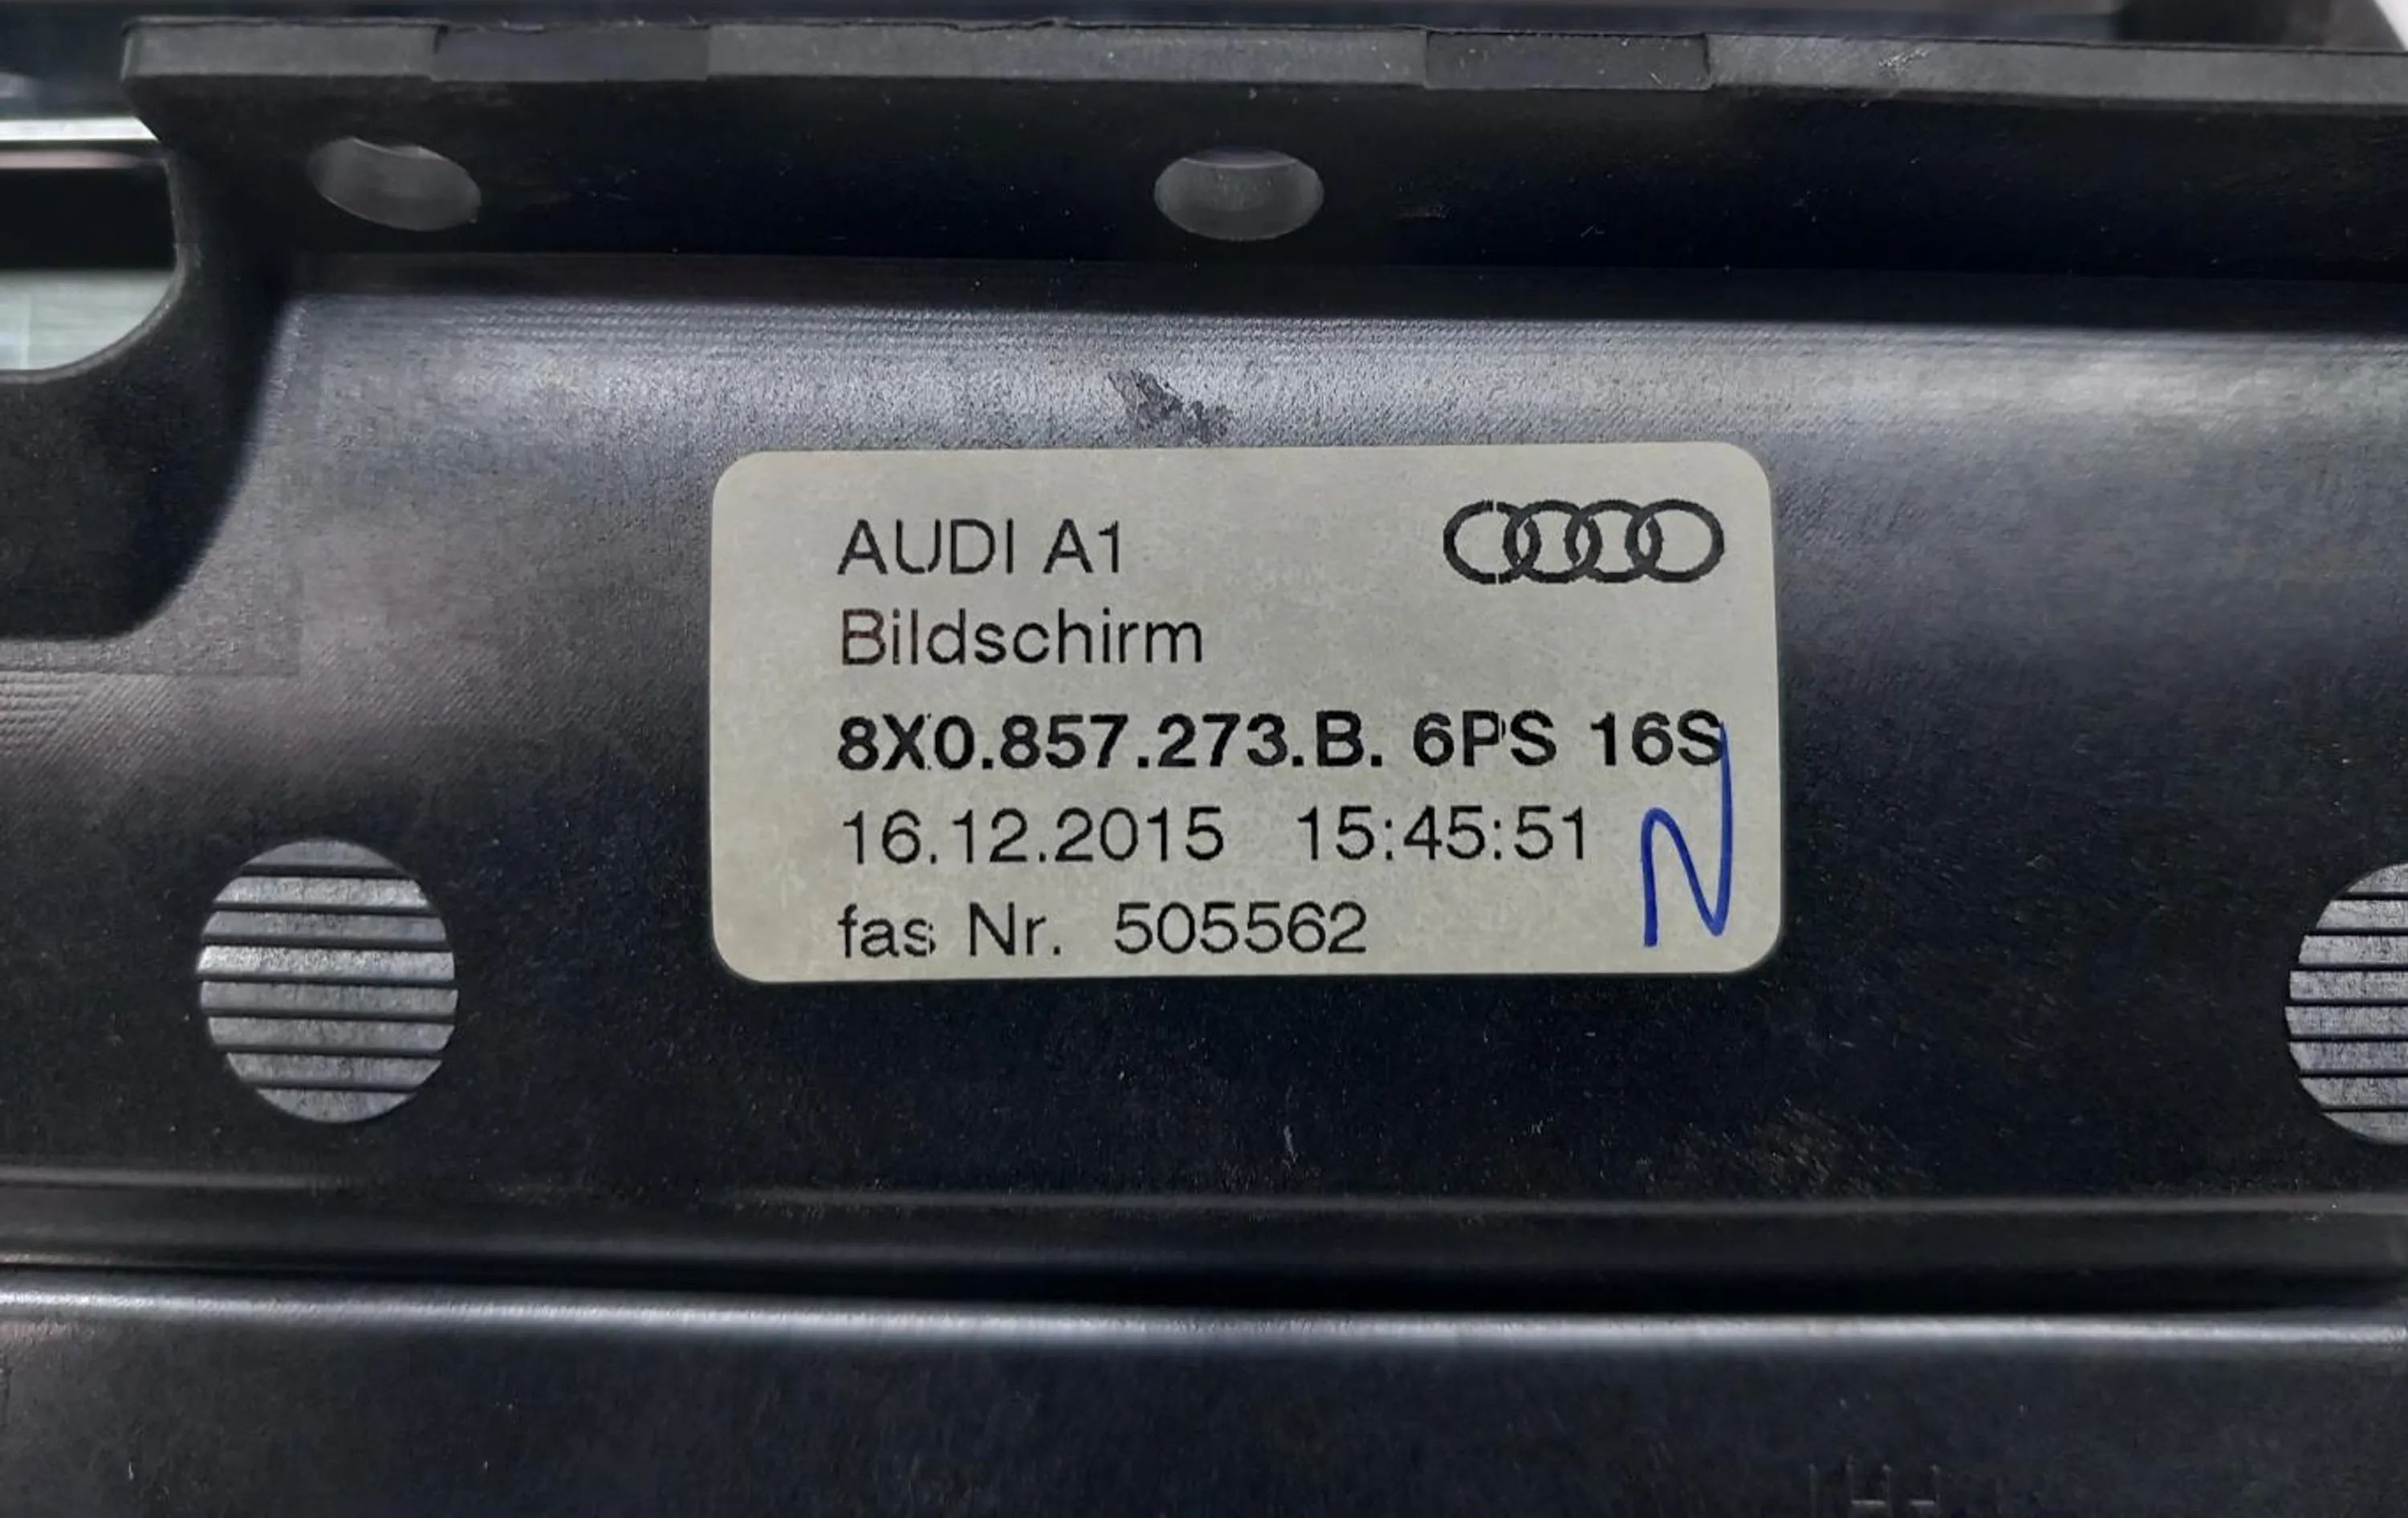 AUDI A1
Bildschirm
8X0.857.273.B. 6PS 16S
16.12.2015 15:45:51
fas Nr. 505562
N